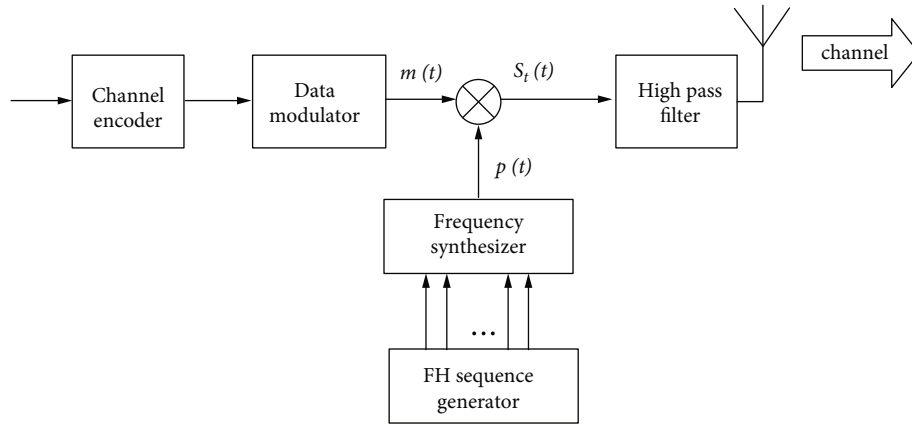 Channel
encoder
Data
modulator
m (t)
S_t (t)
High pass
filter
channel
p (t)
Frequency
synthesizer
...
FH sequence
generator